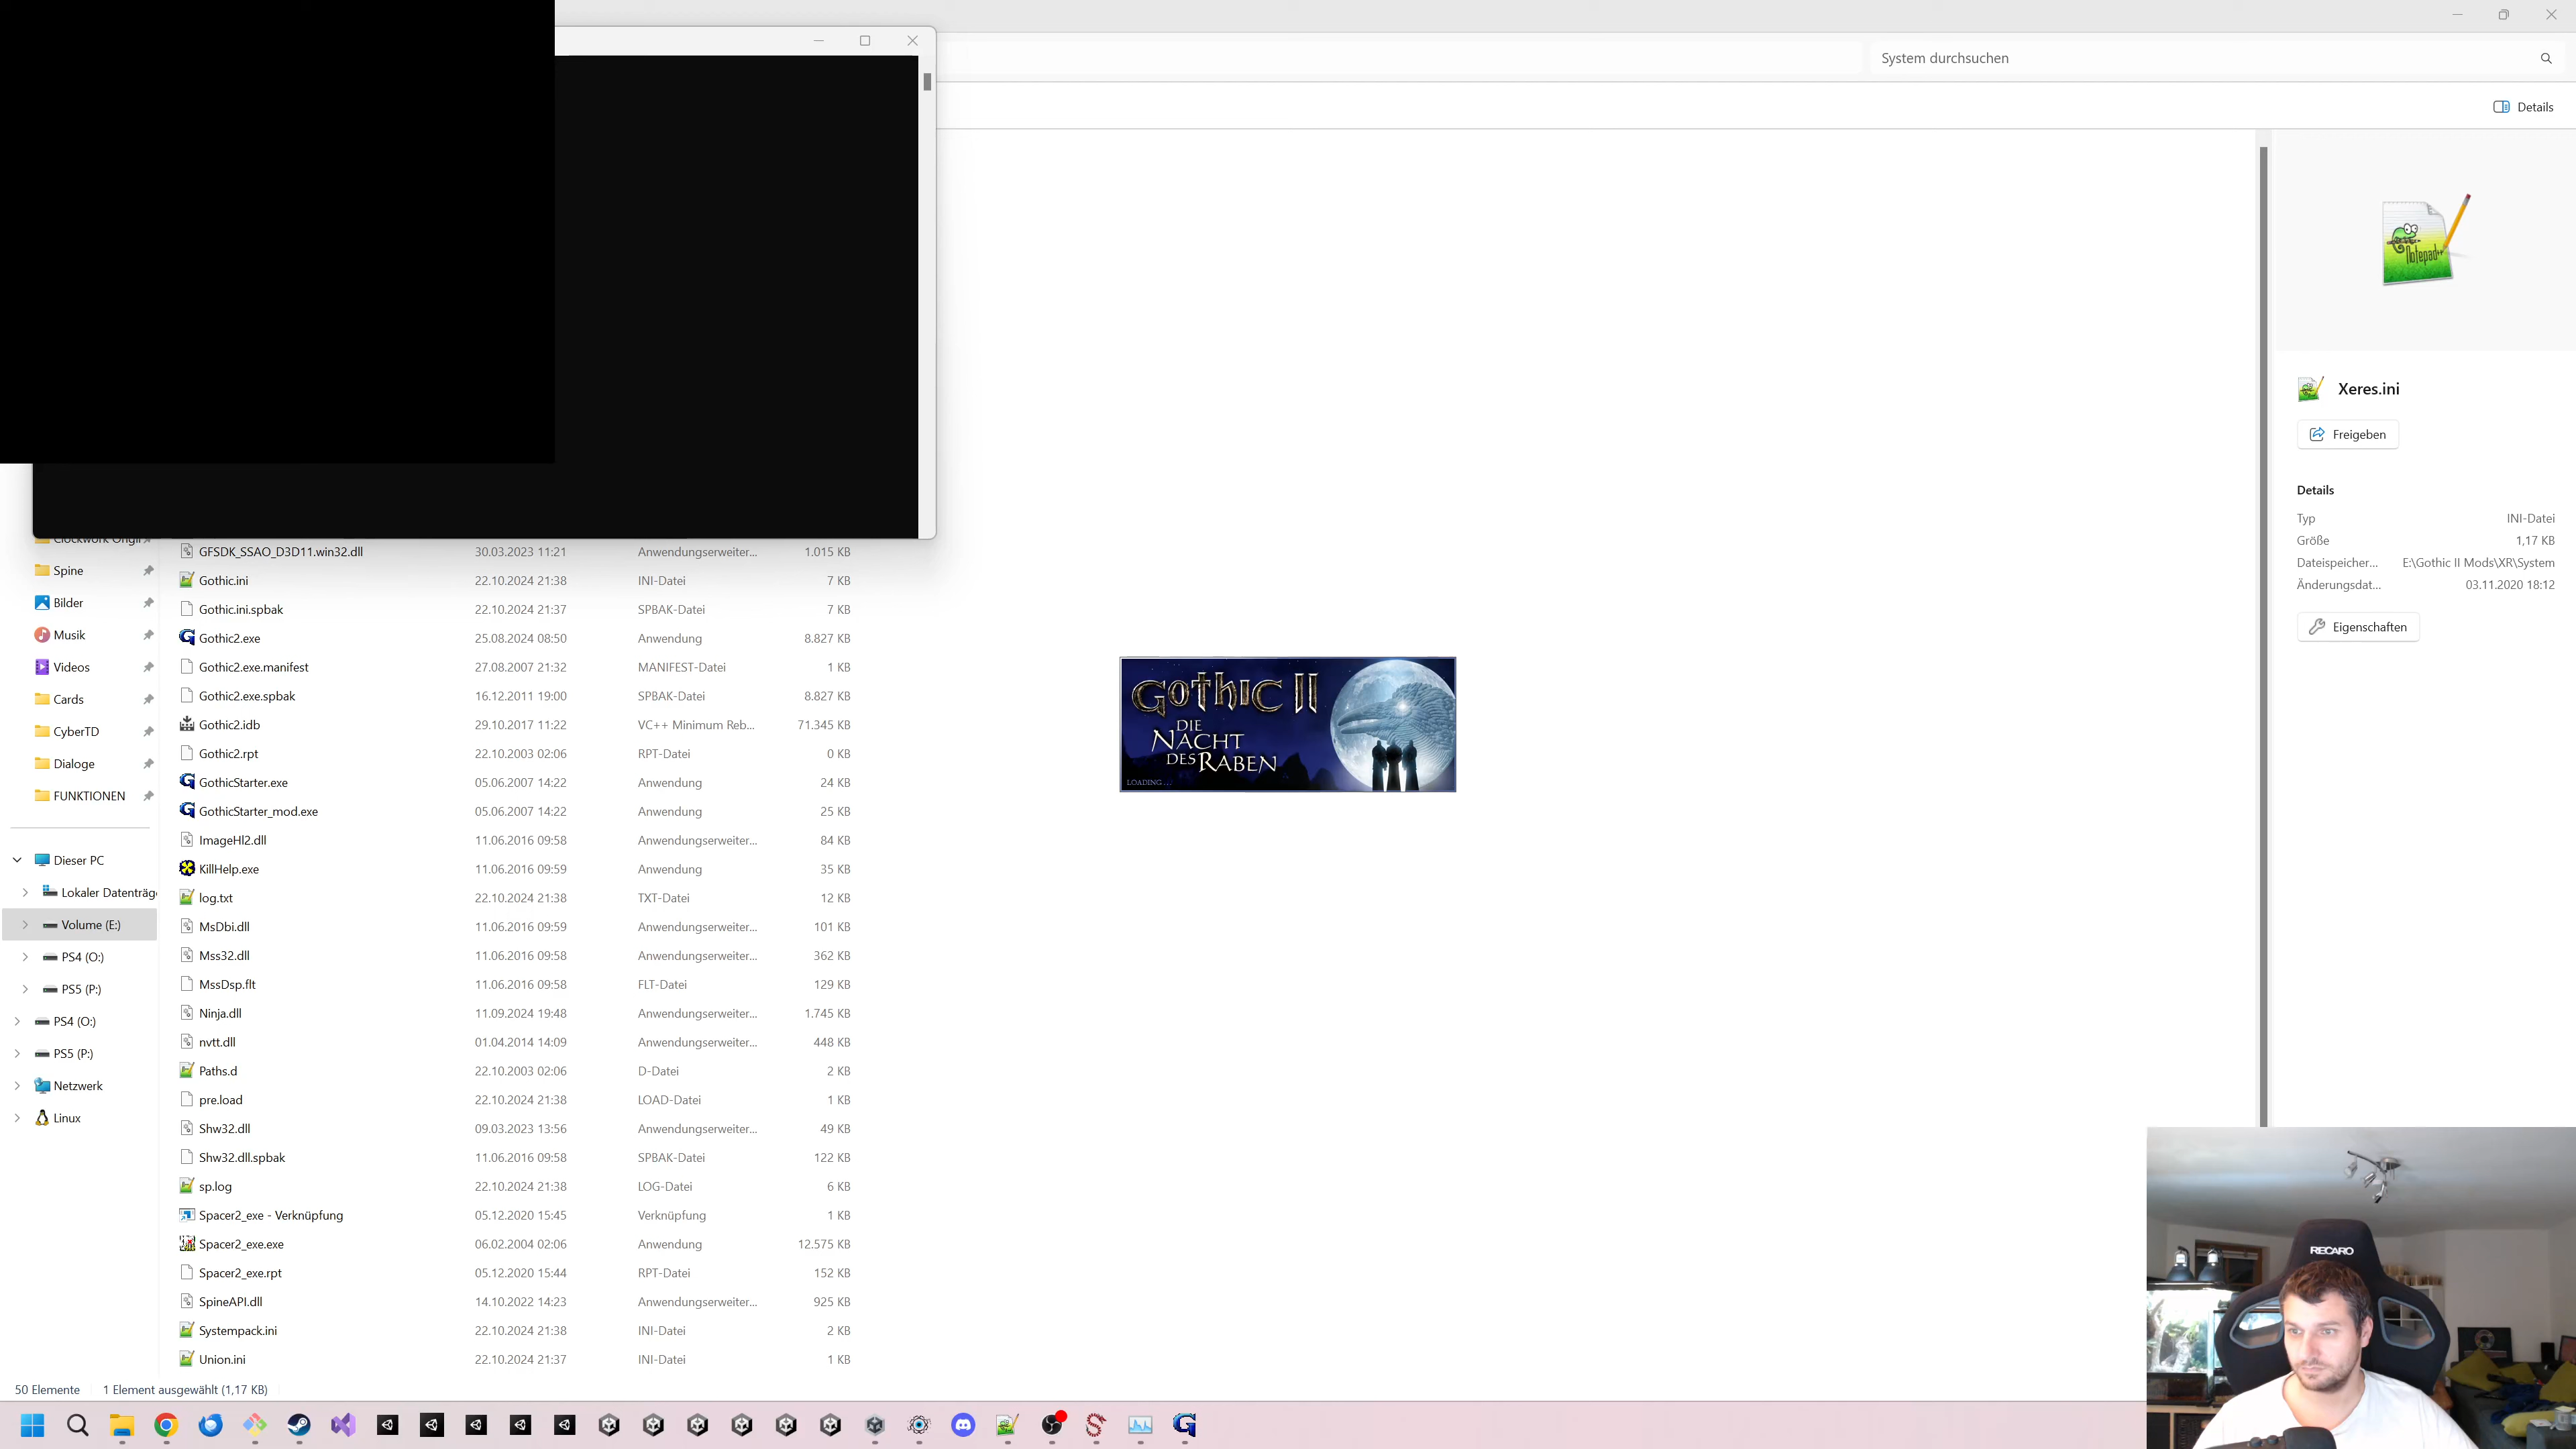 System durchsuchen
Details
Xeres.ini
Freigeben
Details
Typ INI-Datei
Größe 1,17 KB
Dateispeicher... E:\Gothic II Mods\XR\System
Änderungsdat... 03.11.2020 18:12
Eigenschaften
Spine
Bilder
Musik
Videos
Cards
CyberTD
Dialoge
FUNKTIONEN
Dieser PC
Lokaler Datenträge
Volume (E:)
PS4 (O:)
PS5 (P:)
PS4 (O:)
PS5 (P:)
Netzwerk
Linux
GFSDK_SSAO_D3D11.win32.dll 30.03.2023 11:21 Anwendungserweiter... 1.015 KB
Gothic.ini 22.10.2024 21:38 INI-Datei 7 KB
Gothic.ini.spbak 22.10.2024 21:37 SPBAK-Datei 7 KB
Gothic2.exe 25.08.2024 08:50 Anwendung 8.827 KB
Gothic2.exe.manifest 27.08.2007 21:32 MANIFEST-Datei 1 KB
Gothic2.exe.spbak 16.12.2011 19:00 SPBAK-Datei 8.827 KB
Gothic2.idb 29.10.2017 11:22 VC++ Minimum Reb... 71.345 KB
Gothic2.rpt 22.10.2003 02:06 RPT-Datei 0 KB
GothicStarter.exe 05.06.2007 14:22 Anwendung 24 KB
GothicStarter_mod.exe 05.06.2007 14:22 Anwendung 25 KB
ImageHl2.dll 11.06.2016 09:58 Anwendungserweiter... 84 KB
KillHelp.exe 11.06.2016 09:59 Anwendung 35 KB
log.txt 22.10.2024 21:38 TXT-Datei 12 KB
MsDbi.dll 11.06.2016 09:59 Anwendungserweiter... 101 KB
Mss32.dll 11.06.2016 09:58 Anwendungserweiter... 362 KB
MssDsp.flt 11.06.2016 09:58 FLT-Datei 129 KB
Ninja.dll 11.09.2024 19:48 Anwendungserweiter... 1.745 KB
nvtt.dll 01.04.2014 14:09 Anwendungserweiter... 448 KB
Paths.d 22.10.2003 02:06 D-Datei 2 KB
pre.load 22.10.2024 21:38 LOAD-Datei 1 KB
Shw32.dll 09.03.2023 13:56 Anwendungserweiter... 49 KB
Shw32.dll.spbak 11.06.2016 09:58 SPBAK-Datei 122 KB
sp.log 22.10.2024 21:38 LOG-Datei 6 KB
Spacer2_exe - Verknüpfung 05.12.2020 15:45 Verknüpfung 1 KB
Spacer2_exe.exe 06.02.2004 02:06 Anwendung 12.575 KB
Spacer2_exe.rpt 05.12.2020 15:44 RPT-Datei 152 KB
SpineAPI.dll 14.10.2022 14:23 Anwendungserweiter... 925 KB
Systempack.ini 22.10.2024 21:38 INI-Datei 2 KB
Union.ini 22.10.2024 21:37 INI-Datei 1 KB
GOTHIC II
DIE
NACHT
DES RABEN
LOADING...
RECARO
50 Elemente 1 Element ausgewählt (1,17 KB)